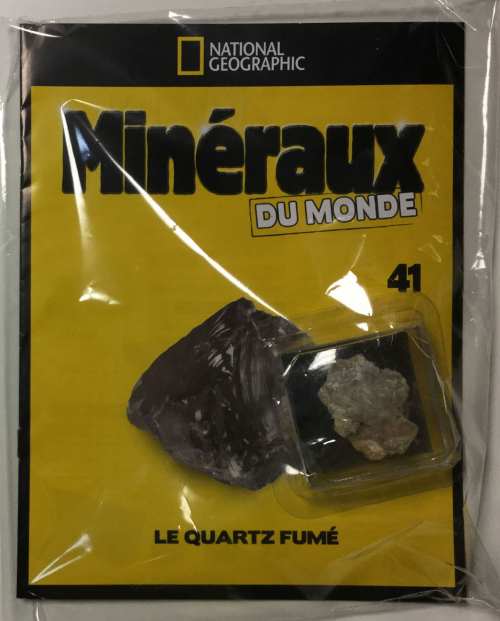 NATIONAL
GEOGRAPHIC
Minéraux
DU MONDE
41
LE QUARTZ FUMÉ